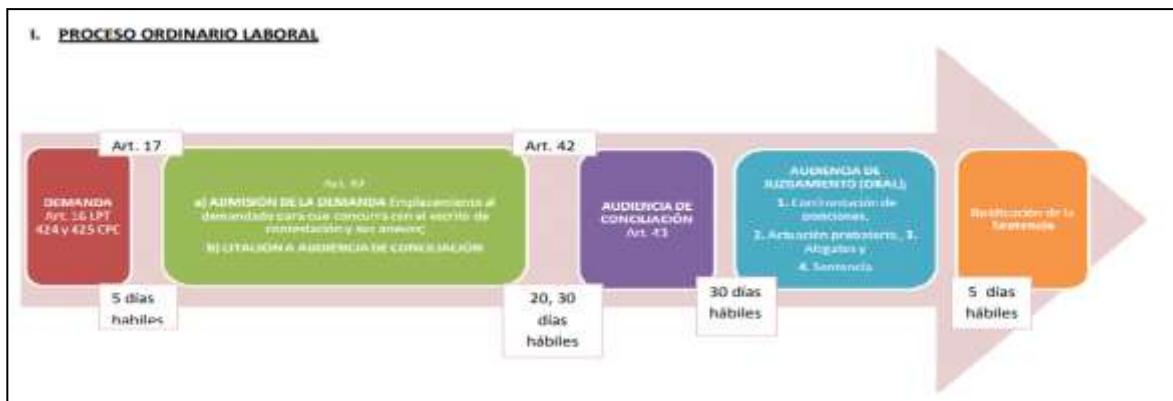 I. PROCESO ORDINARIO LABORAL
Art. 17
Art. 42
DEMANDA
Art. 16 LPT
424 y 425 CPC
Art. 42
a) ADMISIÓN DE LA DEMANDA Emplazamiento al
demandado para que concurra con el escrito de
contestación y sus anexos;
b) CITACIÓN A AUDIENCIA DE CONCILIACIÓN
AUDIENCIA DE
CONCILIACIÓN
Art. 43
AUDIENCIA DE
JUZGAMIENTO (ORAL);
1. Confrontación de
posiciones,
2. Actuación probatoria, 3.
Alegatos y
4. Sentencia
Notificación de la
Sentencia
5 días
habiles
20, 30
días
hábiles
30 días
hábiles
5 días
hábiles